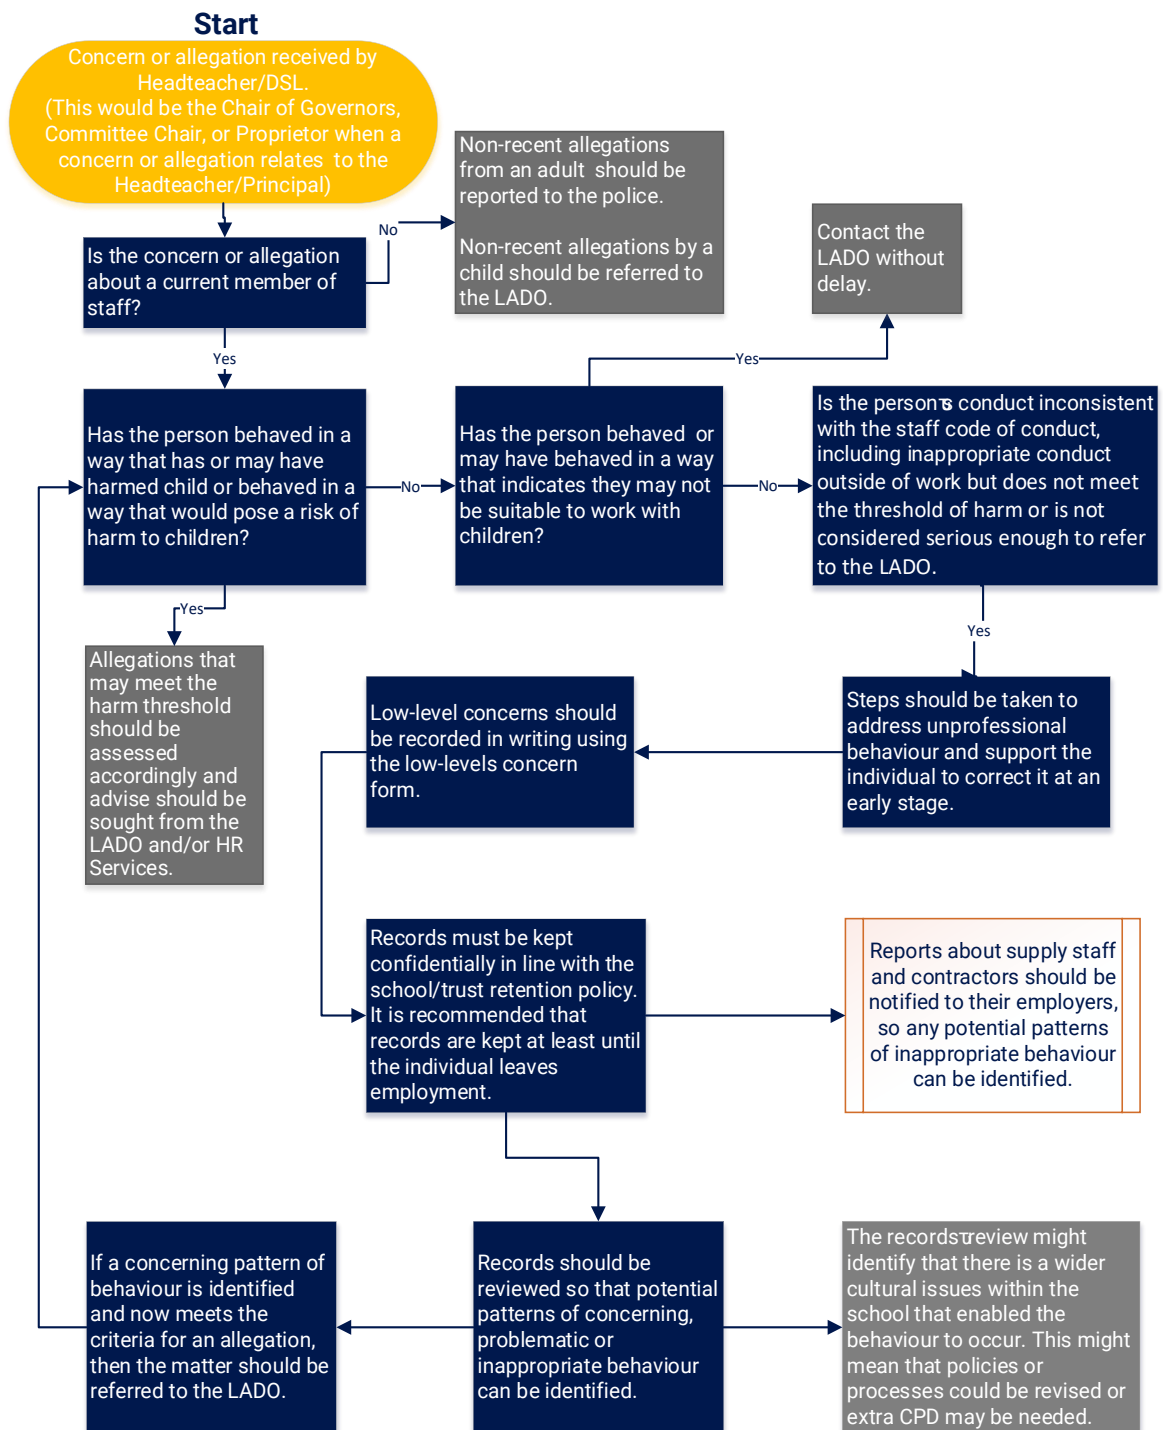 Start
Concern or allegation received by
Headteacher/DSL.
(This would be the Chair of Governors,
Committee Chair, or Proprietor when a
concern or allegation relates to the
Headteacher/Principal)
Is the concern or allegation
about a current member of
staff?
No
Non-recent allegations
from an adult should be
reported to the police.
Non-recent allegations by a
child should be referred to
the LADO.
Contact the
LADO without
delay.
Yes
Yes
Has the person behaved in a
way that has or may have
harmed child or behaved in a
way that would pose a risk of
harm to children?
No
Has the person behaved or
may have behaved in a way
that indicates they may not
be suitable to work with
children?
No
Is the person's conduct inconsistent
with the staff code of conduct,
including inappropriate conduct
outside of work but does not meet
the threshold of harm or is not
considered serious enough to refer
to the LADO.
Yes
Yes
Allegations that
may meet the
harm threshold
should be
assessed
accordingly and
advise should be
sought from the
LADO and/or HR
Services.
Steps should be taken to
address unprofessional
behaviour and support the
individual to correct it at an
early stage.
Low-level concerns should
be recorded in writing using
the low-levels concern
form.
Records must be kept
confidentially in line with the
school/trust retention policy.
It is recommended that
records are kept at least until
the individual leaves
employment.
Reports about supply staff
and contractors should be
notified to their employers,
so any potential patterns
of inappropriate behaviour
can be identified.
Records should be
reviewed so that potential
patterns of concerning,
problematic or
inappropriate behaviour
can be identified.
If a concerning pattern of
behaviour is identified
and now meets the
criteria for an allegation,
then the matter should be
referred to the LADO.
The records' review might
identify that there is a wider
cultural issues within the
school that enabled the
behaviour to occur. This might
mean that policies or
processes could be revised or
extra CPD may be needed.